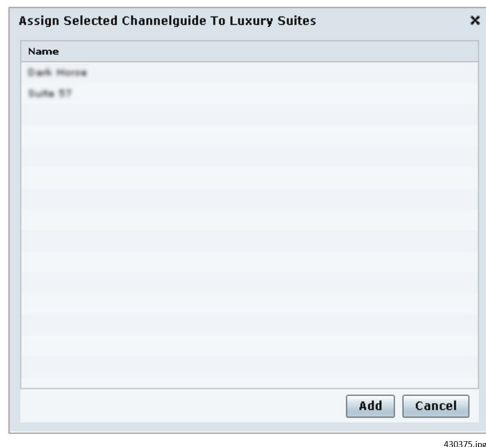 Assign Selected Channelguide To Luxury Suites
Name
Dark Horse
Suite 57
Add Cancel
430375.jpg